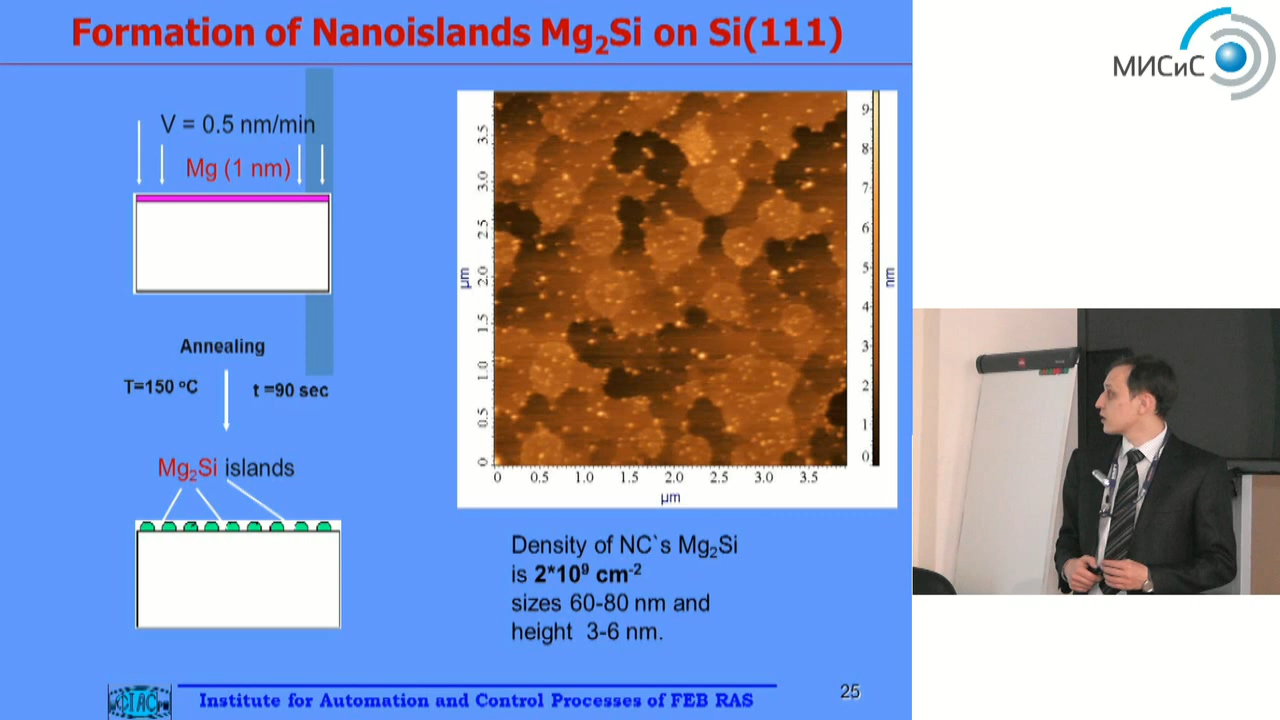 Formation of Nanoislands Mg₂Si on Si(111)
МИСиС
V = 0.5 nm/min
Mg (1 nm)
Annealing
T=150 ᵒC
t =90 sec
Mg₂Si islands
9
8
7
6
5
4
3
2
1
0
nm
3.5
3.0
2.5
2.0
1.5
1.0
0.5
0
µm
0 0.5 1.0 1.5 2.0 2.5 3.0 3.5
µm
Density of NC`s Mg₂Si
is 2*10⁹ cm⁻²
sizes 60-80 nm and
height 3-6 nm.
Institute for Automation and Control Processes of FEB RAS
25